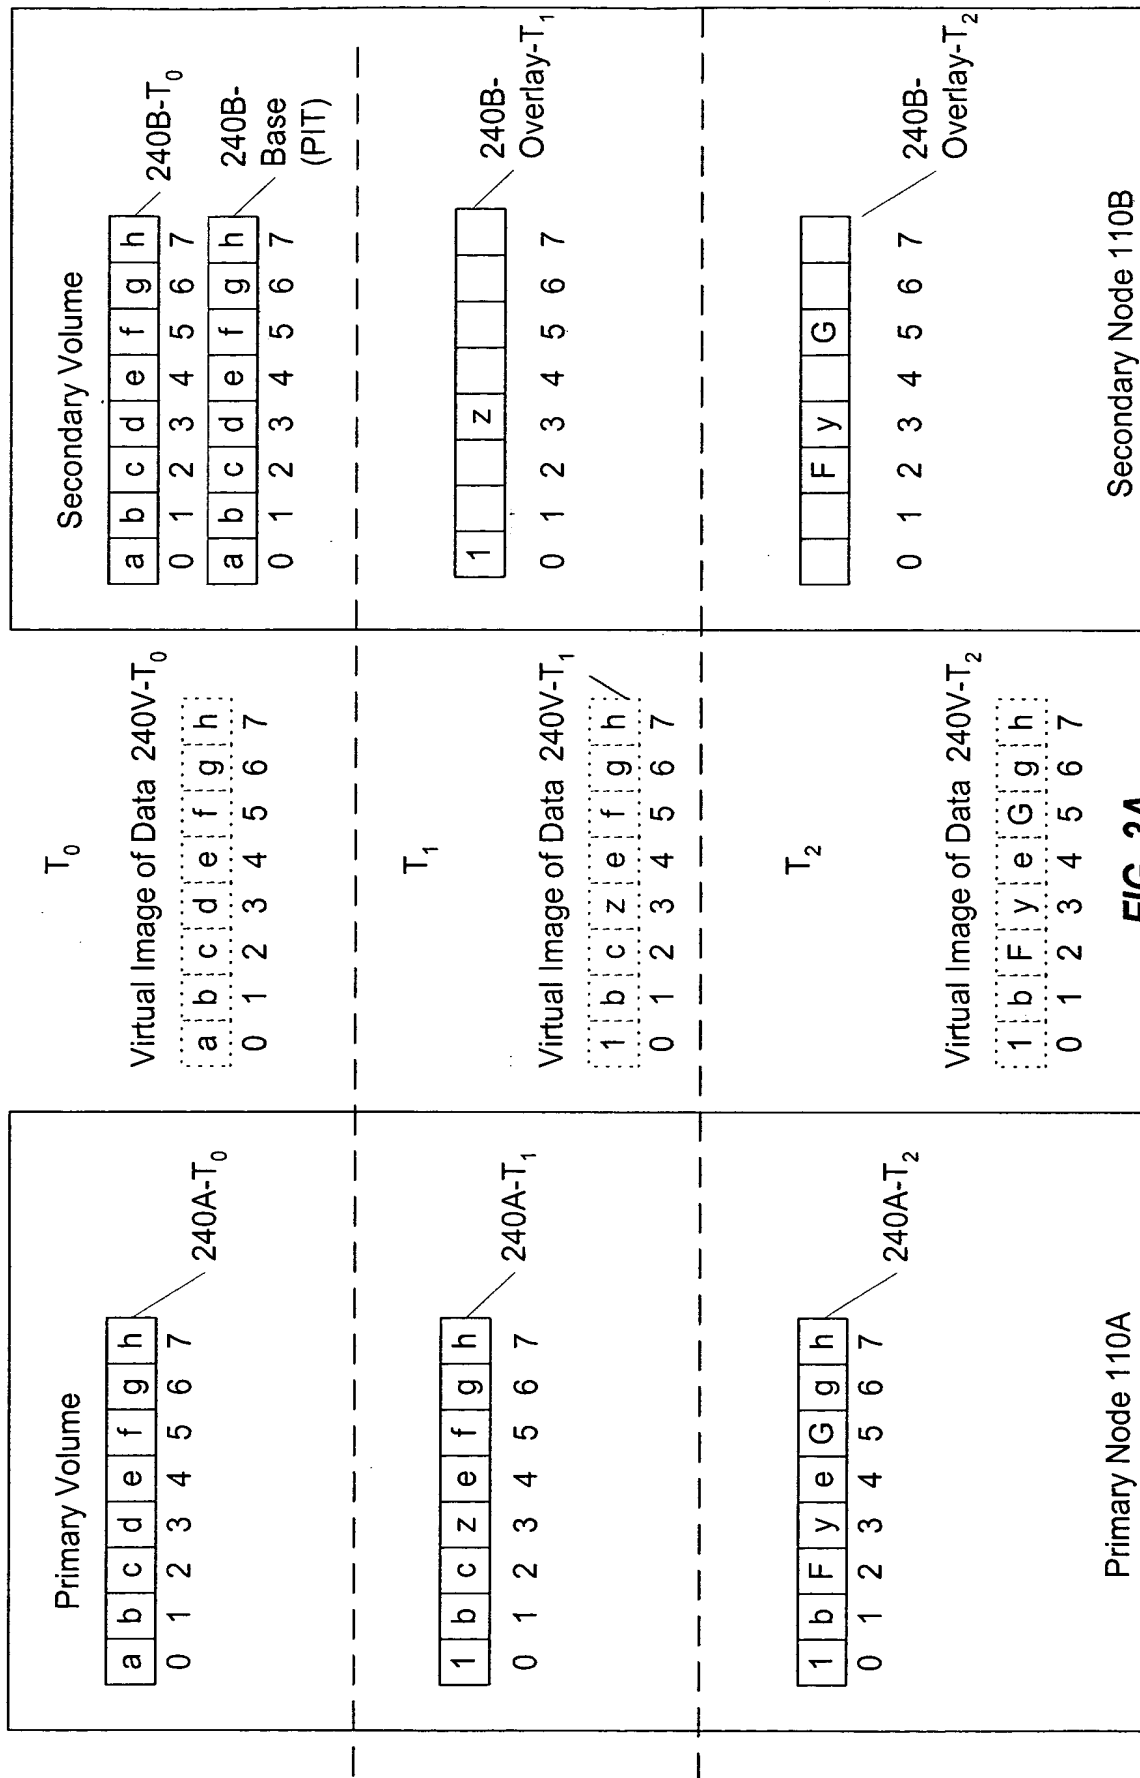 Primary Volume
a b c d e f g h
0 1 2 3 4 5 6 7
240A-T0
1 b c z e f g h
0 1 2 3 4 5 6 7
240A-T1
1 b F y e G g h
0 1 2 3 4 5 6 7
240A-T2
Primary Node 110A
T0
Virtual Image of Data 240V-T0
a b c d e f g h
0 1 2 3 4 5 6 7
T1
Virtual Image of Data 240V-T1
1 b c z e f g h
0 1 2 3 4 5 6 7
T2
Virtual Image of Data 240V-T2
1 b F y e G g h
0 1 2 3 4 5 6 7
FIG. 3A
Secondary Volume
a b c d e f g h
0 1 2 3 4 5 6 7
240B-T0
a b c d e f g h
0 1 2 3 4 5 6 7
240B-
Base
(PIT)
1 z
0 1 2 3 4 5 6 7
240B-
Overlay-T1
F y G
0 1 2 3 4 5 6 7
240B-
Overlay-T2
Secondary Node 110B